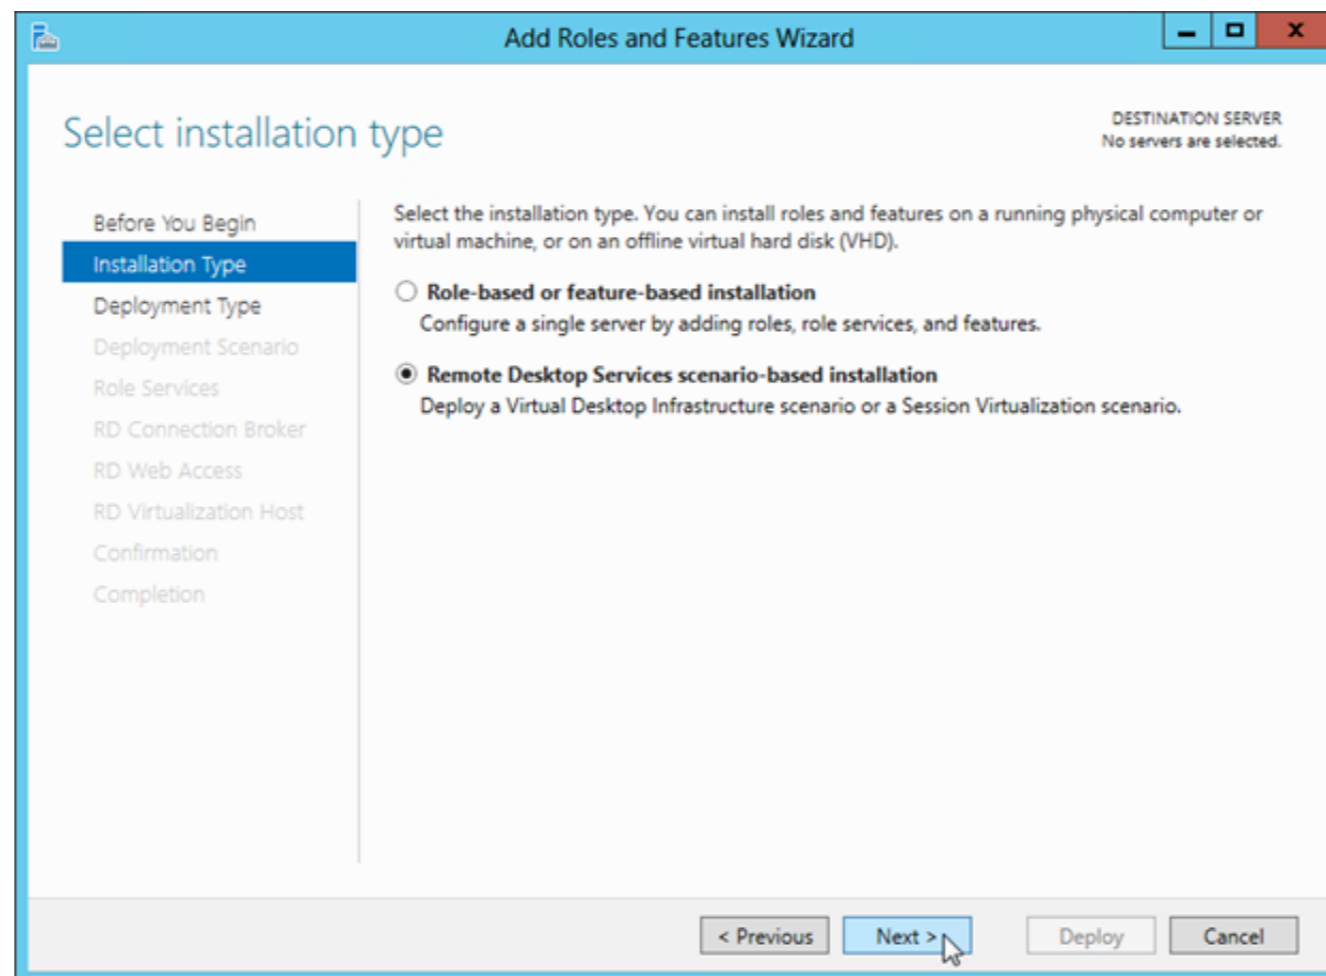 Add Roles and Features Wizard
Select installation type
DESTINATION SERVER
No servers are selected.
Before You Begin
Installation Type
Deployment Type
Deployment Scenario
Role Services
RD Connection Broker
RD Web Access
RD Virtualization Host
Confirmation
Completion
Select the installation type. You can install roles and features on a running physical computer or
virtual machine, or on an offline virtual hard disk (VHD).
Role-based or feature-based installation
Configure a single server by adding roles, role services, and features.
Remote Desktop Services scenario-based installation
Deploy a Virtual Desktop Infrastructure scenario or a Session Virtualization scenario.
< Previous
Next >
Deploy
Cancel